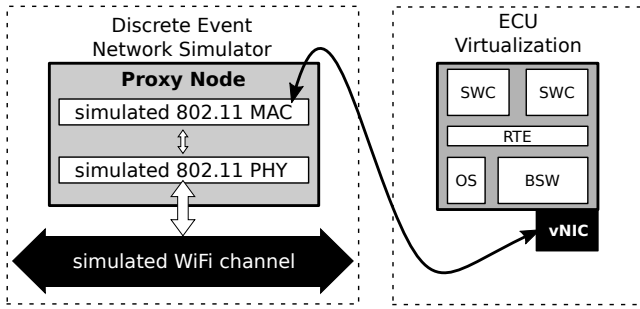 Discrete Event
Network Simulator
Proxy Node
simulated 802.11 MAC
simulated 802.11 PHY
simulated WiFi channel
ECU
Virtualization
SWC
SWC
RTE
OS
BSW
vNIC